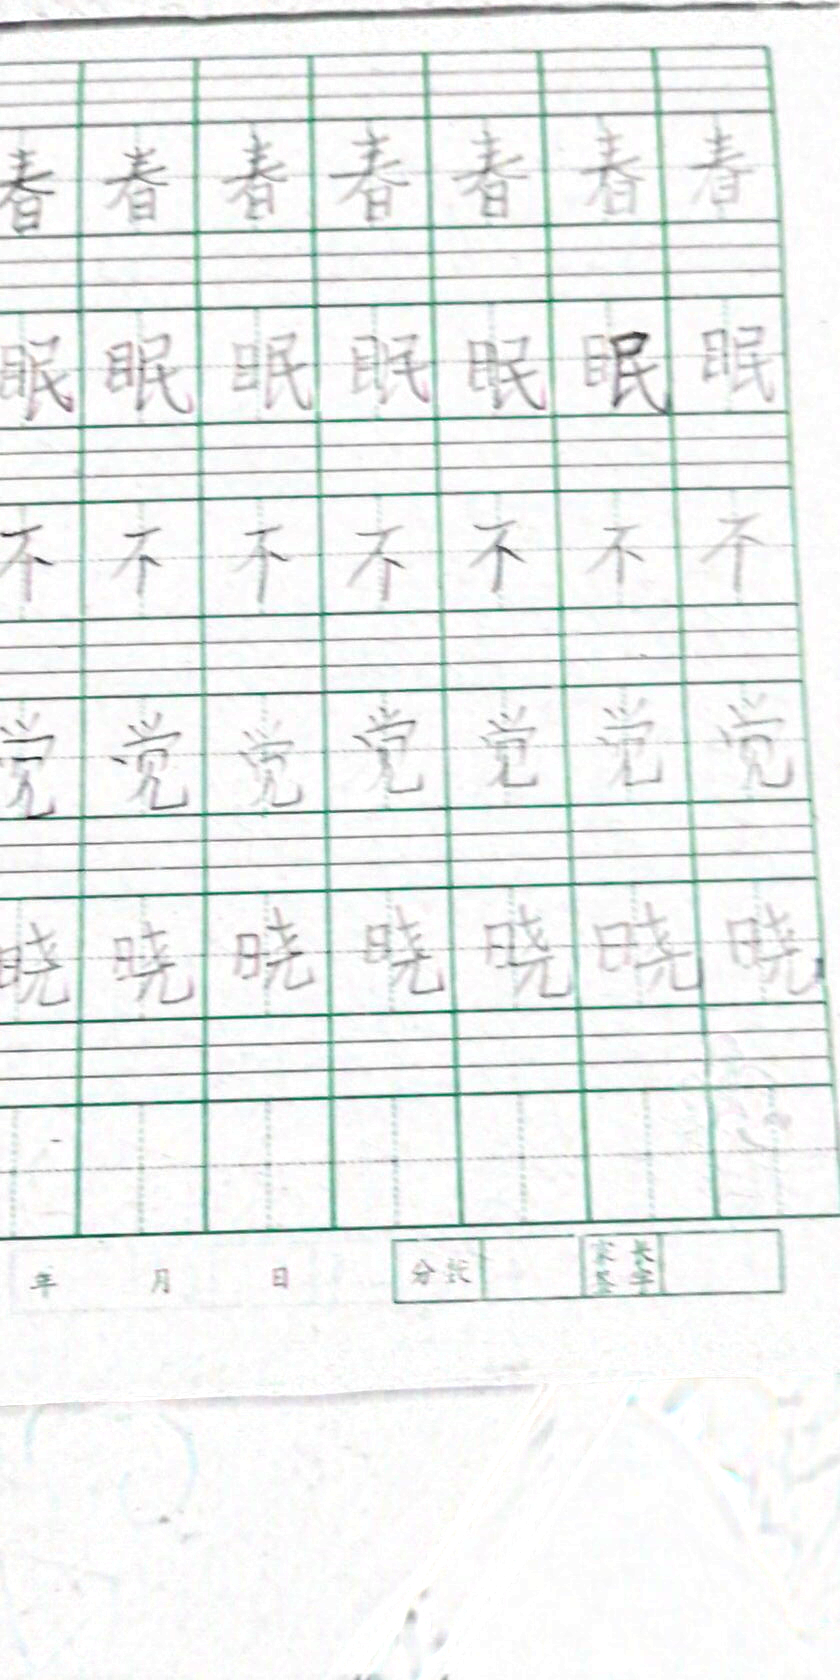 春春春春春春春
眠眠眠眠眠眠眠
不不不不不不不
觉觉觉觉觉觉觉
晓晓晓晓晓晓晓
年 月 日 分数 家长签字